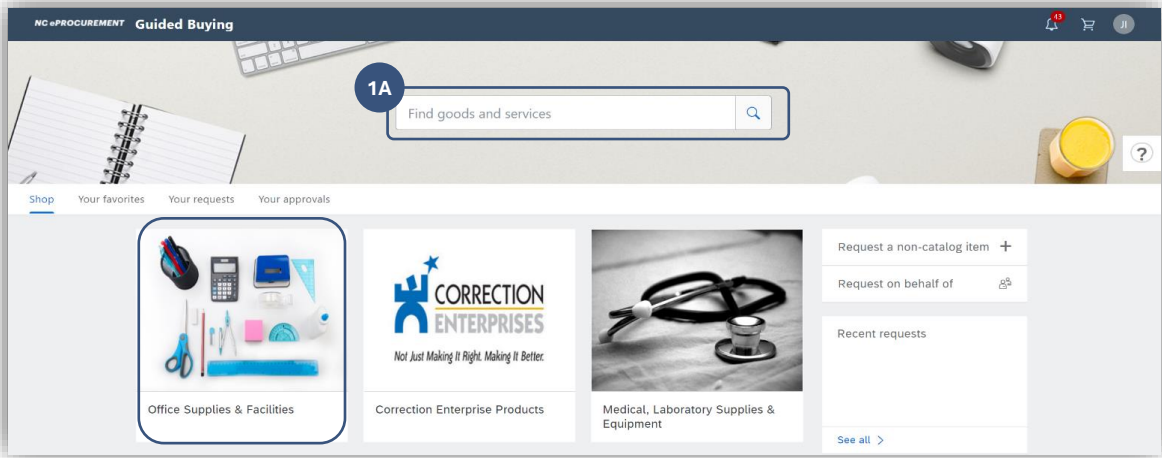 NC ePROCUREMENT Guided Buying
43
JI
1A
Find goods and services
?
Shop Your favorites Your requests Your approvals
CORRECTION
ENTERPRISES
Not Just Making It Right. Making It Better.
Office Supplies & Facilities
Correction Enterprise Products
Medical, Laboratory Supplies &
Equipment
Request a non-catalog item +
Request on behalf of
Recent requests
See all >